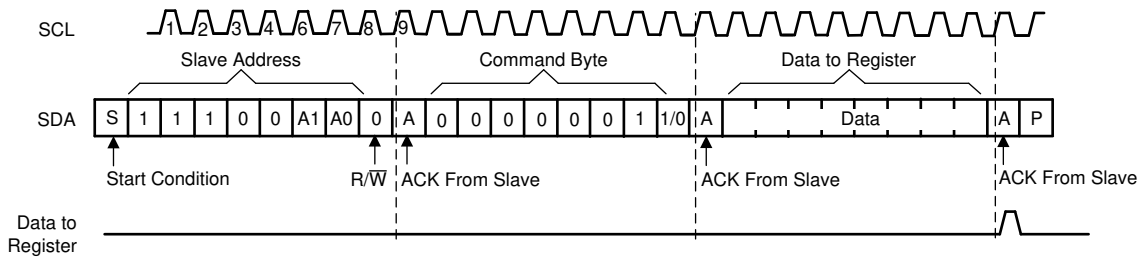 SCL 1 2 3 4 6 7 8 9
Slave Address Command Byte Data to Register
SDA S 1 1 1 0 0 A1 A0 0 A 0 0 0 0 0 0 1 1/0 A Data A P
Start Condition R/W̅ ACK From Slave ACK From Slave ACK From Slave
Data to
Register